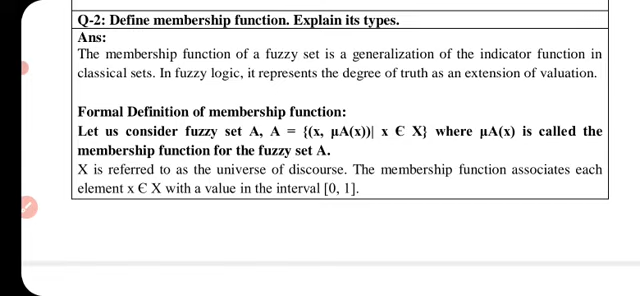 Q-2: Define membership function. Explain its types.
Ans:
The membership function of a fuzzy set is a generalization of the indicator function in
classical sets. In fuzzy logic, it represents the degree of truth as an extension of valuation.
Formal Definition of membership function:
Let us consider fuzzy set A, A = {(x, μA(x))| x Є X} where μA(x) is called the
membership function for the fuzzy set A.
X is referred to as the universe of discourse. The membership function associates each
element x Є X with a value in the interval [0, 1].